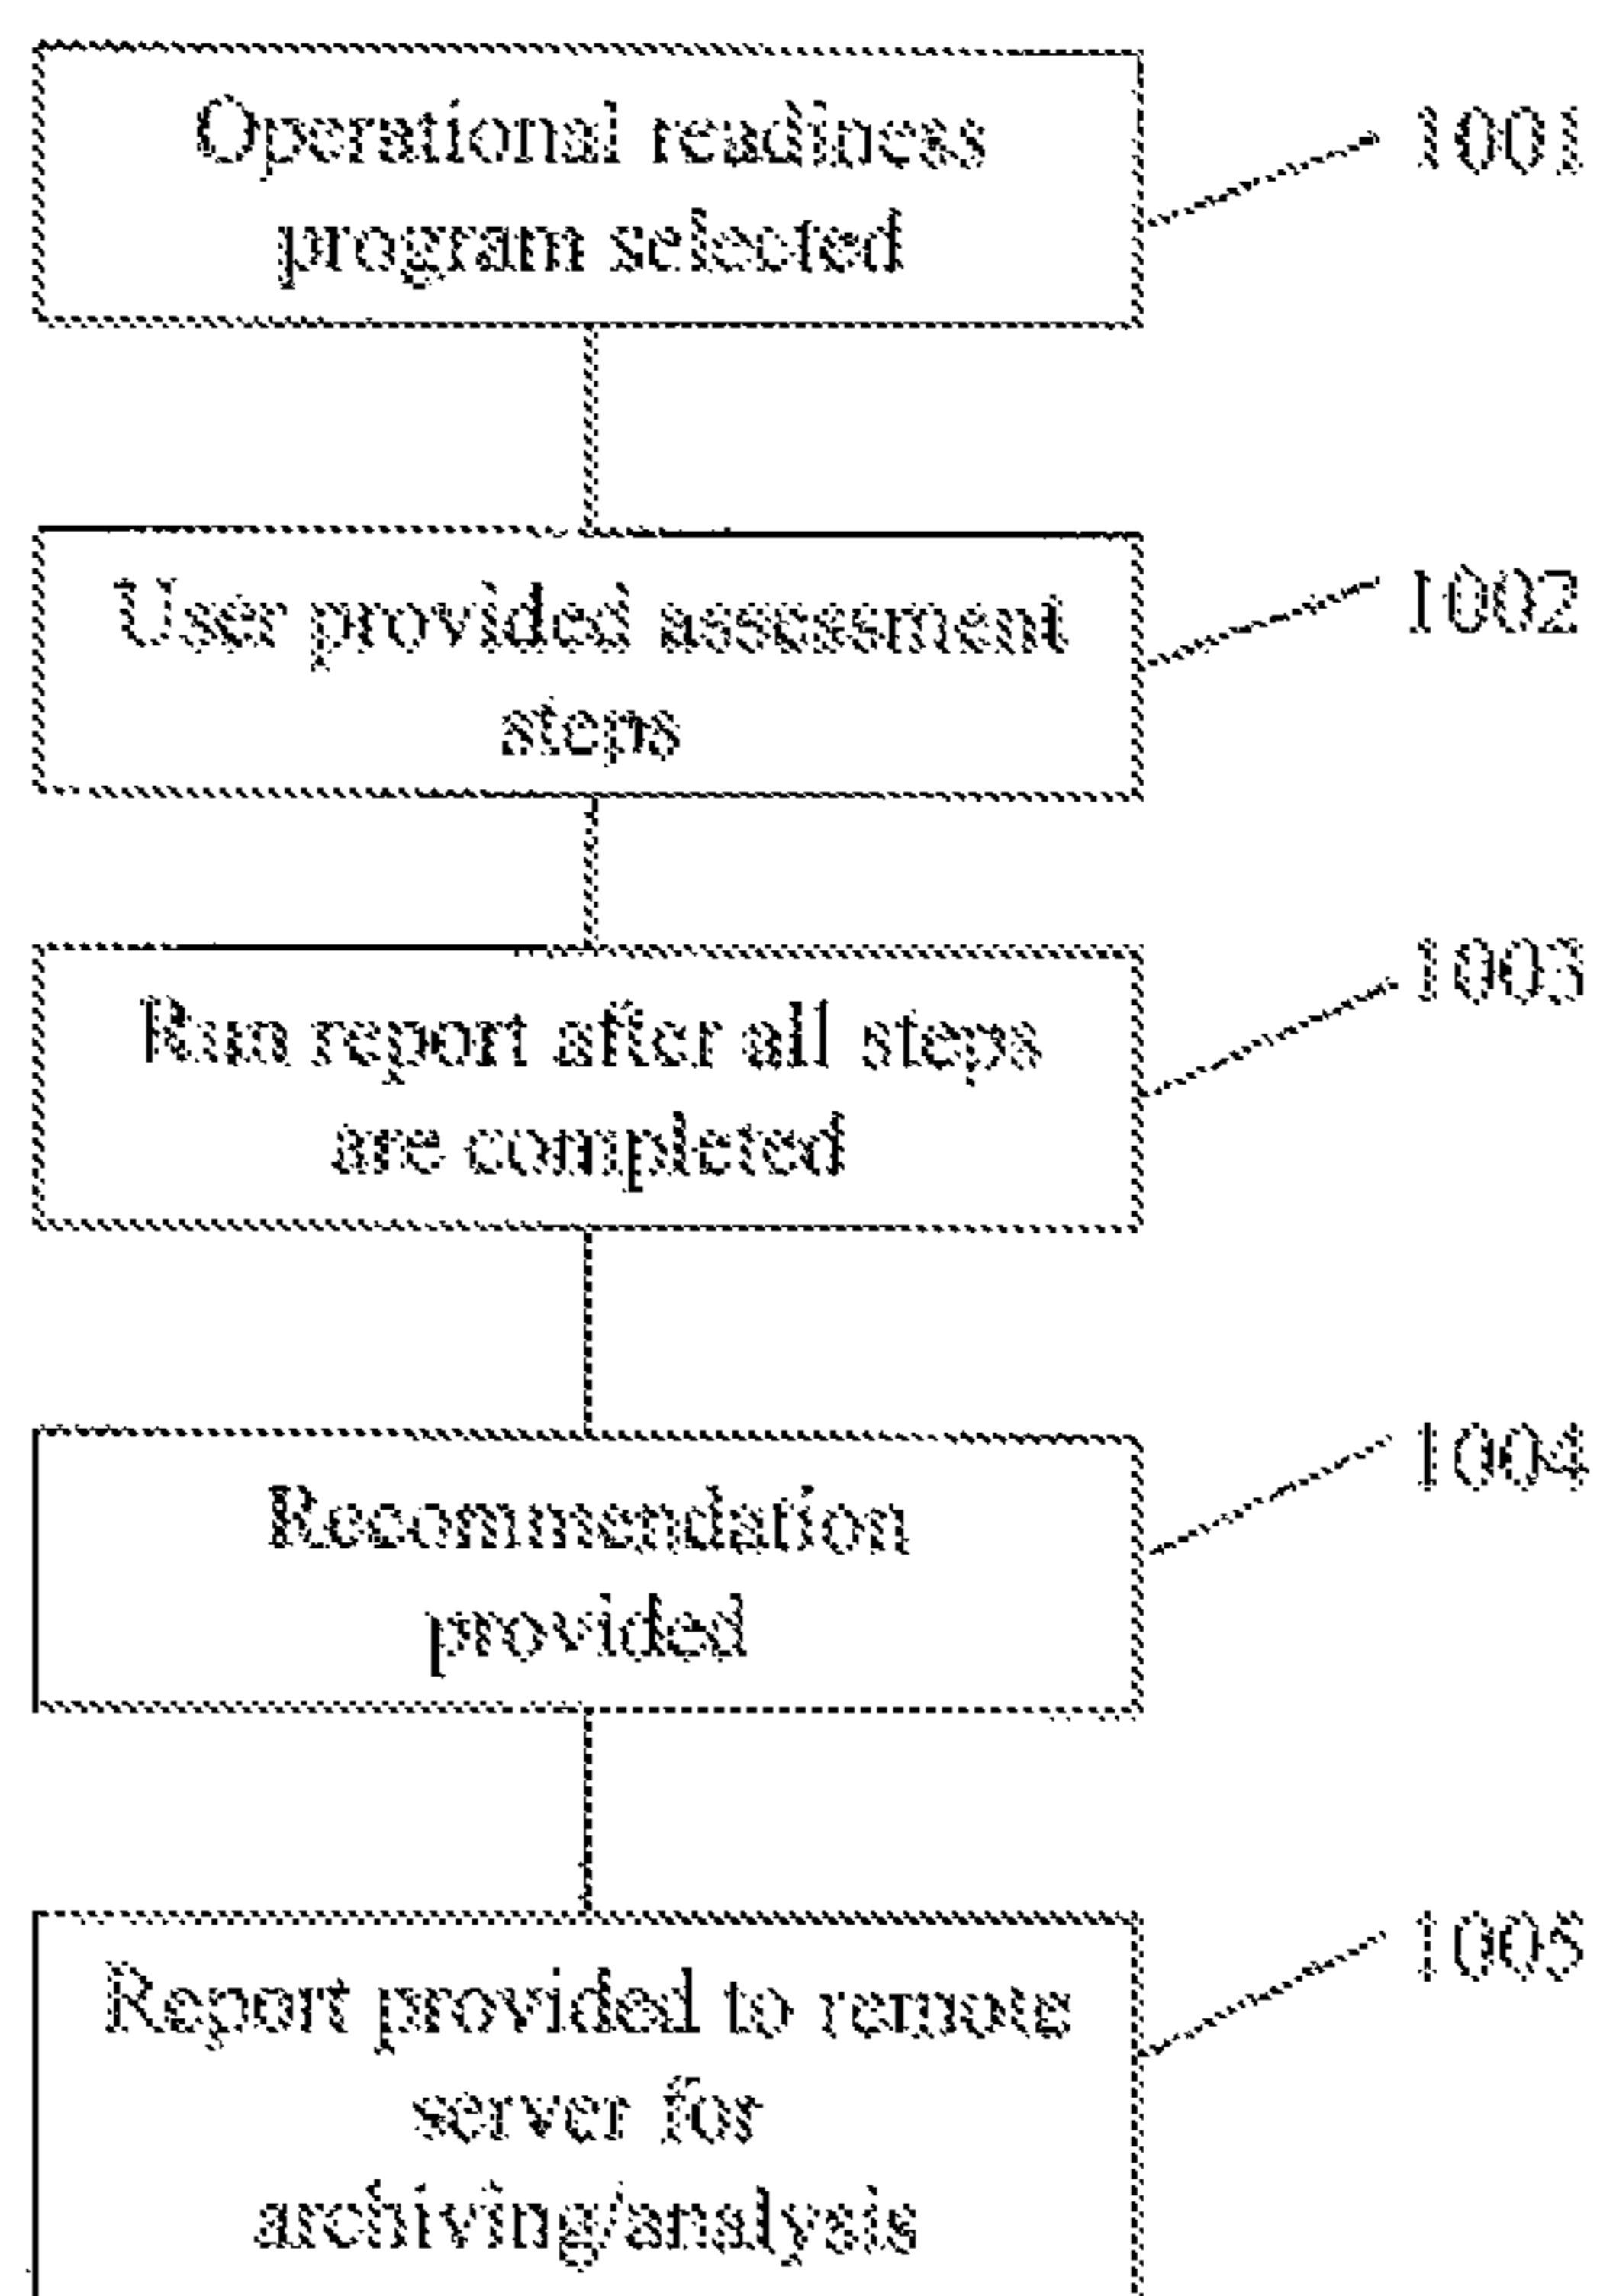 Operational readiness
program selected
1001
User provided assessment
steps
1002
Run report after all steps
are completed
1003
Recommendation
provided
1004
Report provided to remote
server for
archiving/analysis
1005